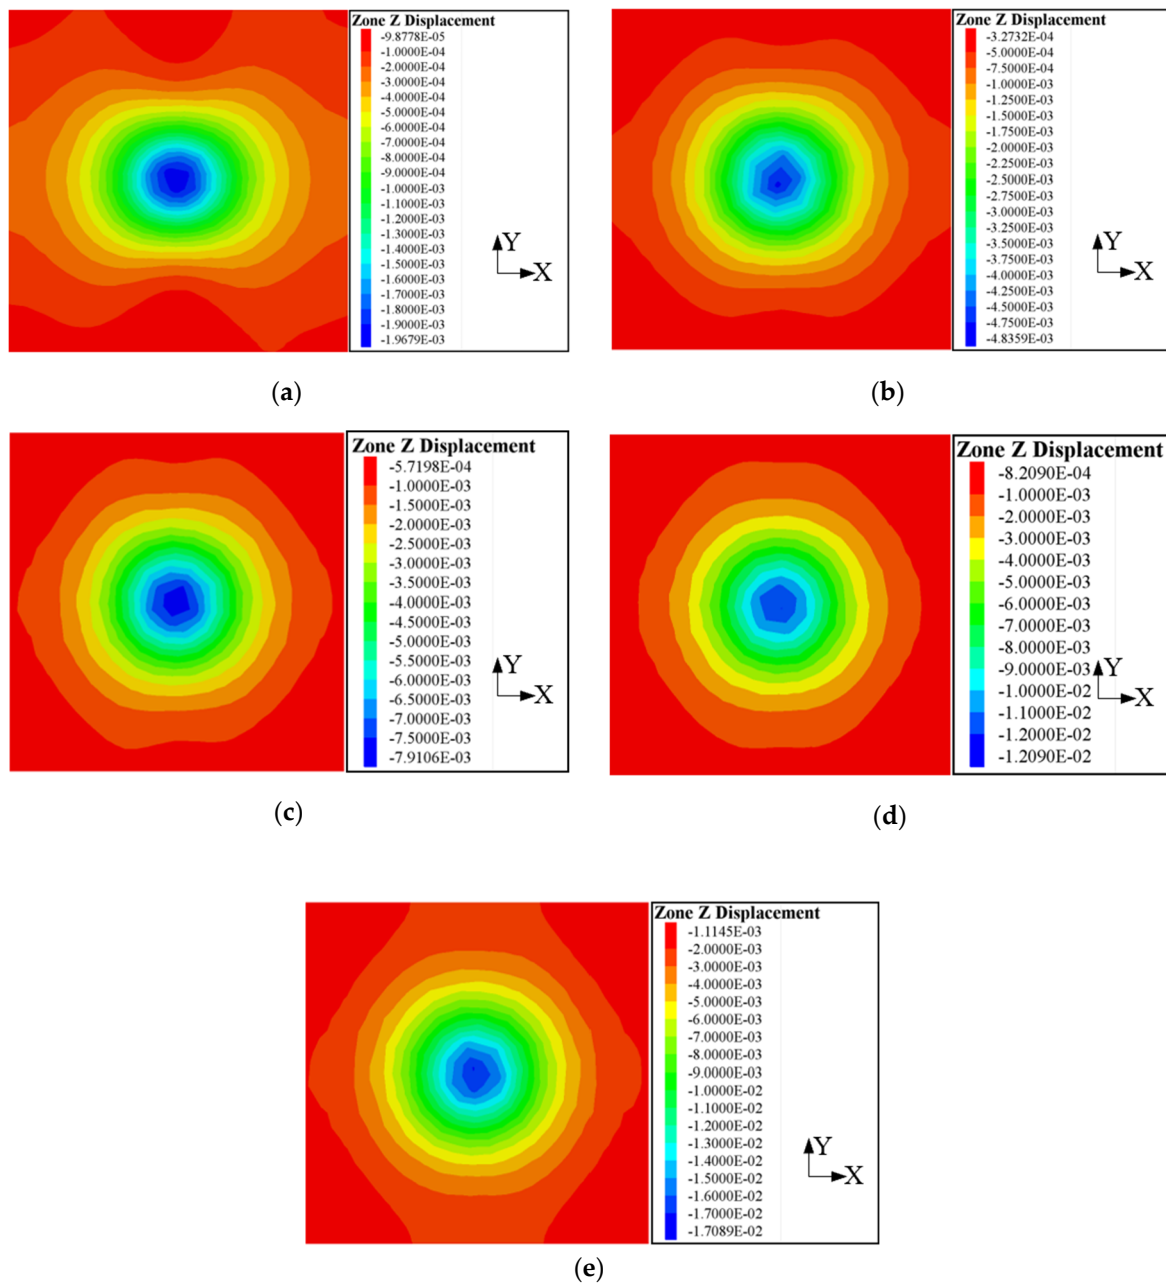 Zone Z Displacement
-9.8778E-05
-1.0000E-04
-2.0000E-04
-3.0000E-04
-4.0000E-04
-5.0000E-04
-6.0000E-04
-7.0000E-04
-8.0000E-04
-9.0000E-04
-1.0000E-03
-1.1000E-03
-1.2000E-03
-1.3000E-03
-1.4000E-03
-1.5000E-03
-1.6000E-03
-1.7000E-03
-1.8000E-03
-1.9000E-03
-1.9679E-03
Y
X
(a)
Zone Z Displacement
-3.2732E-04
-5.0000E-04
-7.5000E-04
-1.0000E-03
-1.2500E-03
-1.5000E-03
-1.7500E-03
-2.0000E-03
-2.2500E-03
-2.5000E-03
-2.7500E-03
-3.0000E-03
-3.2500E-03
-3.5000E-03
-3.7500E-03
-4.0000E-03
-4.2500E-03
-4.5000E-03
-4.7500E-03
-4.8359E-03
Y
X
(b)
Zone Z Displacement
-5.7198E-04
-1.0000E-03
-1.5000E-03
-2.0000E-03
-2.5000E-03
-3.0000E-03
-3.5000E-03
-4.0000E-03
-4.5000E-03
-5.0000E-03
-5.5000E-03
-6.0000E-03
-6.5000E-03
-7.0000E-03
-7.5000E-03
-7.9106E-03
Y
X
(c)
Zone Z Displacement
-8.2090E-04
-1.0000E-03
-2.0000E-03
-3.0000E-03
-4.0000E-03
-5.0000E-03
-6.0000E-03
-7.0000E-03
-8.0000E-03
-9.0000E-03
-1.0000E-02
-1.1000E-02
-1.2000E-02
-1.2090E-02
Y
X
(d)
Zone Z Displacement
-1.1145E-03
-2.0000E-03
-3.0000E-03
-4.0000E-03
-5.0000E-03
-6.0000E-03
-7.0000E-03
-8.0000E-03
-9.0000E-03
-1.0000E-02
-1.1000E-02
-1.2000E-02
-1.3000E-02
-1.4000E-02
-1.5000E-02
-1.6000E-02
-1.7000E-02
-1.7089E-02
Y
X
(e)